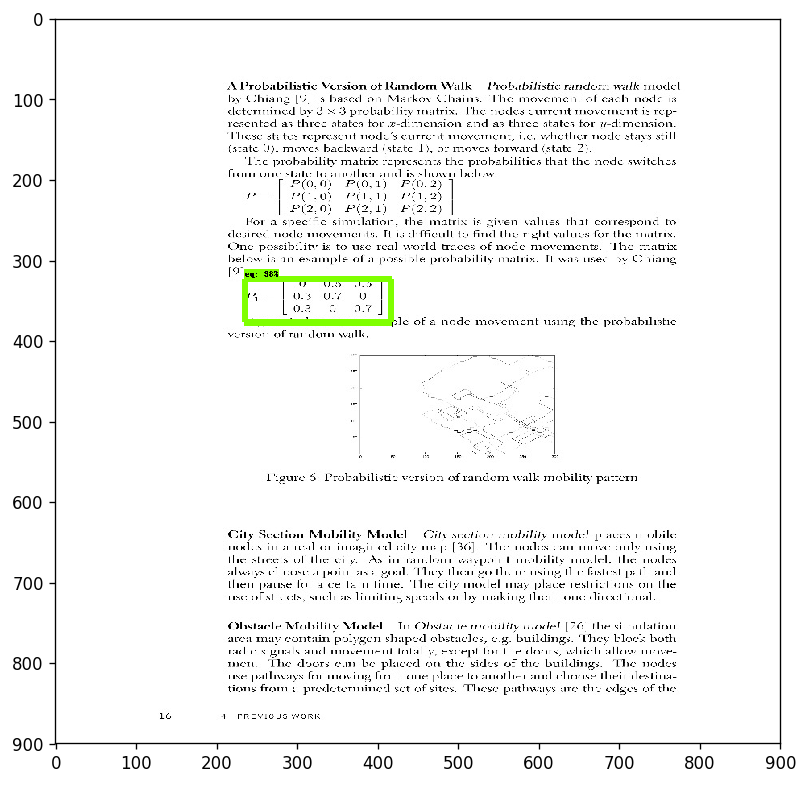 0
100
200
300
400
500
600
700
800
900
A Probabilistic Version of Random Walk Probabilistic random walk model
by Chiang [9] is based on Markov Chains. The movement of each node is
determined by 3 × 3 probability matrix. The nodes current movement is rep-
resented as three states for x-dimension and as three states for y-dimension.
These states represent node's current movement, i.e. whether node stays still
(state 0), moves backward (state 1), or moves forward (state 2).
The probability matrix represents the probabilities that the node switches
from one state to another and is shown below
P(0,0) P(0,1) P(0,2)
P P(1,0) P(1,1) P(1,2)
P(2,0) P(2,1) P(2,2)
For a specific simulation, the matrix is given values that correspond to
desired node movements. It is difficult to find the right values for the matrix.
One possibility is to use real world traces of node movements. The matrix
below is an example of a possible probability matrix. It was used by Chiang
[9]
eq: 98%
0 0.5 0.5
P 0.3 0.7 0
0.3 0 0.7
of a node movement using the probabilistic
version of random walk.
Figure 6 Probabilistic version of random walk mobility pattern
City Section Mobility Model City section mobility model places mobile
nodes in a real or imagined city map [36]. The nodes can move only using
the streets of the city. As in random waypoint mobility model, the nodes
always choose a point as a goal. They then go there using the fastest path and
then pause for a certain time. The city model may place restrictions on the
use of streets, such as limiting speeds or by making them one directional.
Obstacle Mobility Model In Obstacle mobility model [26] the simulation
area may contain polygon shaped obstacles, e.g. buildings. They block both
radio signals and movement totally, except for the doors, which allow move-
ment. The doors can be placed on the sides of the buildings. The nodes
use pathways for moving from one place to another and choose their destina-
tions from a predetermined set of sites. These pathways are the edges of the
16 4 PREVIOUS WORK
0 100 200 300 400 500 600 700 800 900